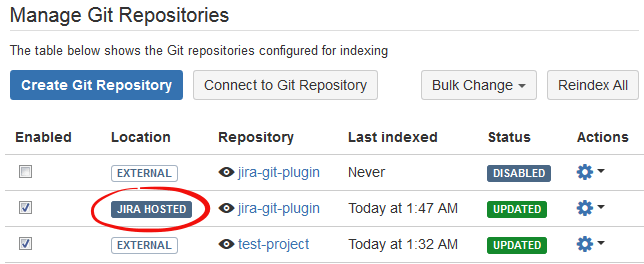 Manage Git Repositories
The table below shows the Git repositories configured for indexing
Create Git Repository Connect to Git Repository Bulk Change Reindex All
Enabled Location Repository Last indexed Status Actions
EXTERNAL jira-git-plugin Never DISABLED
JIRA HOSTED jira-git-plugin Today at 1:47 AM UPDATED
EXTERNAL test-project Today at 1:32 AM UPDATED